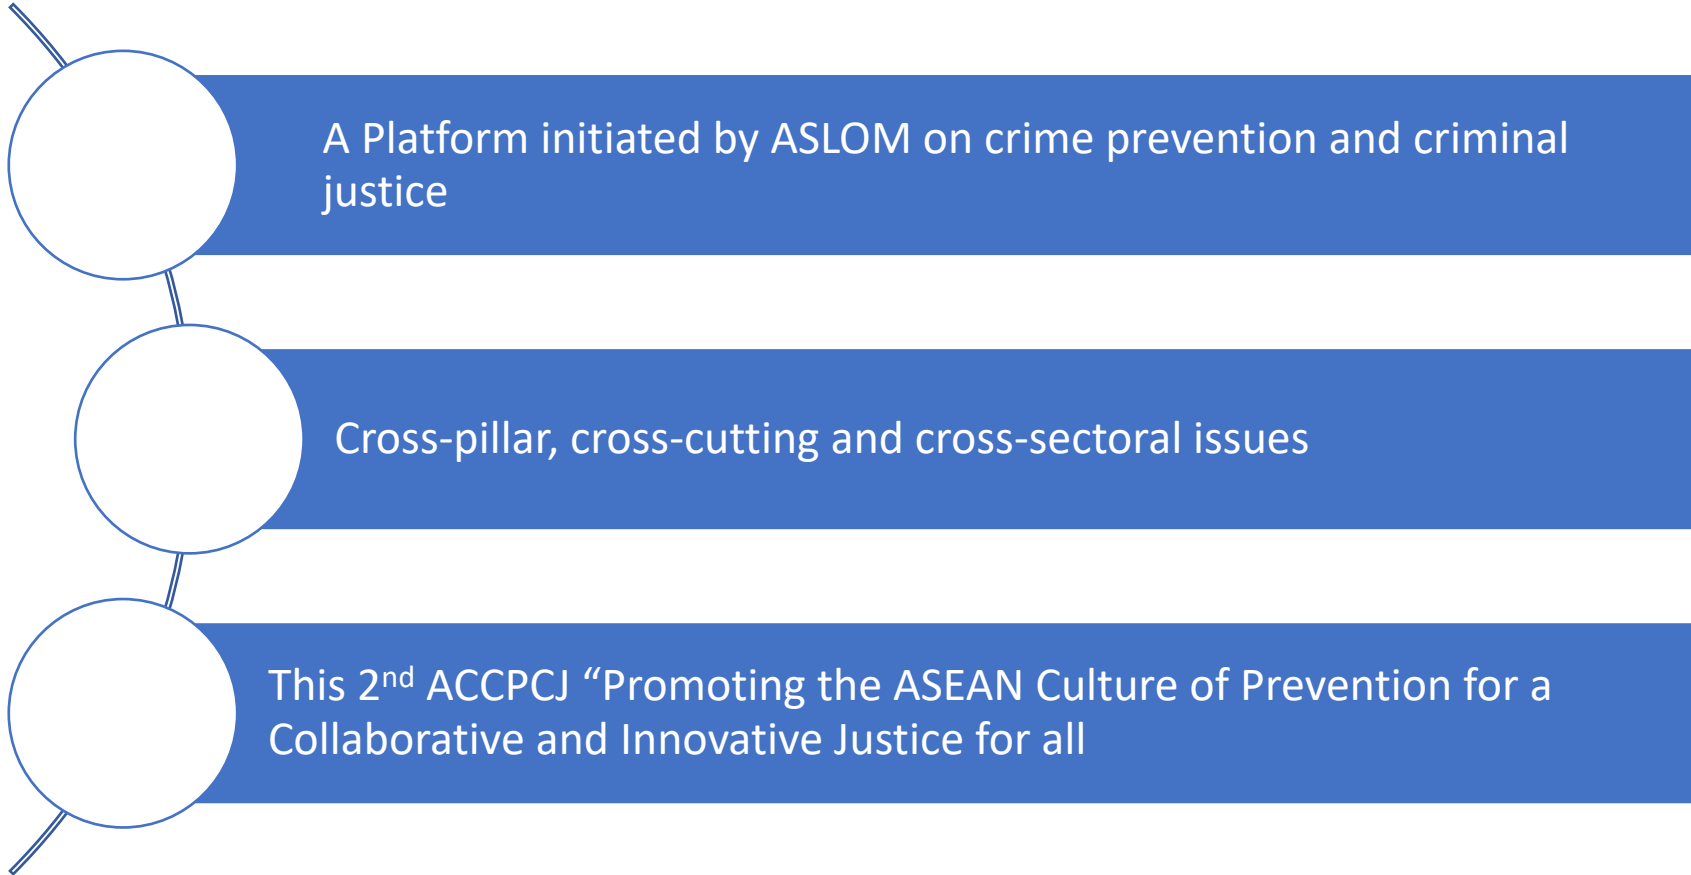 A Platform initiated by ASLOM on crime prevention and criminal
justice
Cross-pillar, cross-cutting and cross-sectoral issues
This 2nd ACCPCJ “Promoting the ASEAN Culture of Prevention for a
Collaborative and Innovative Justice for all